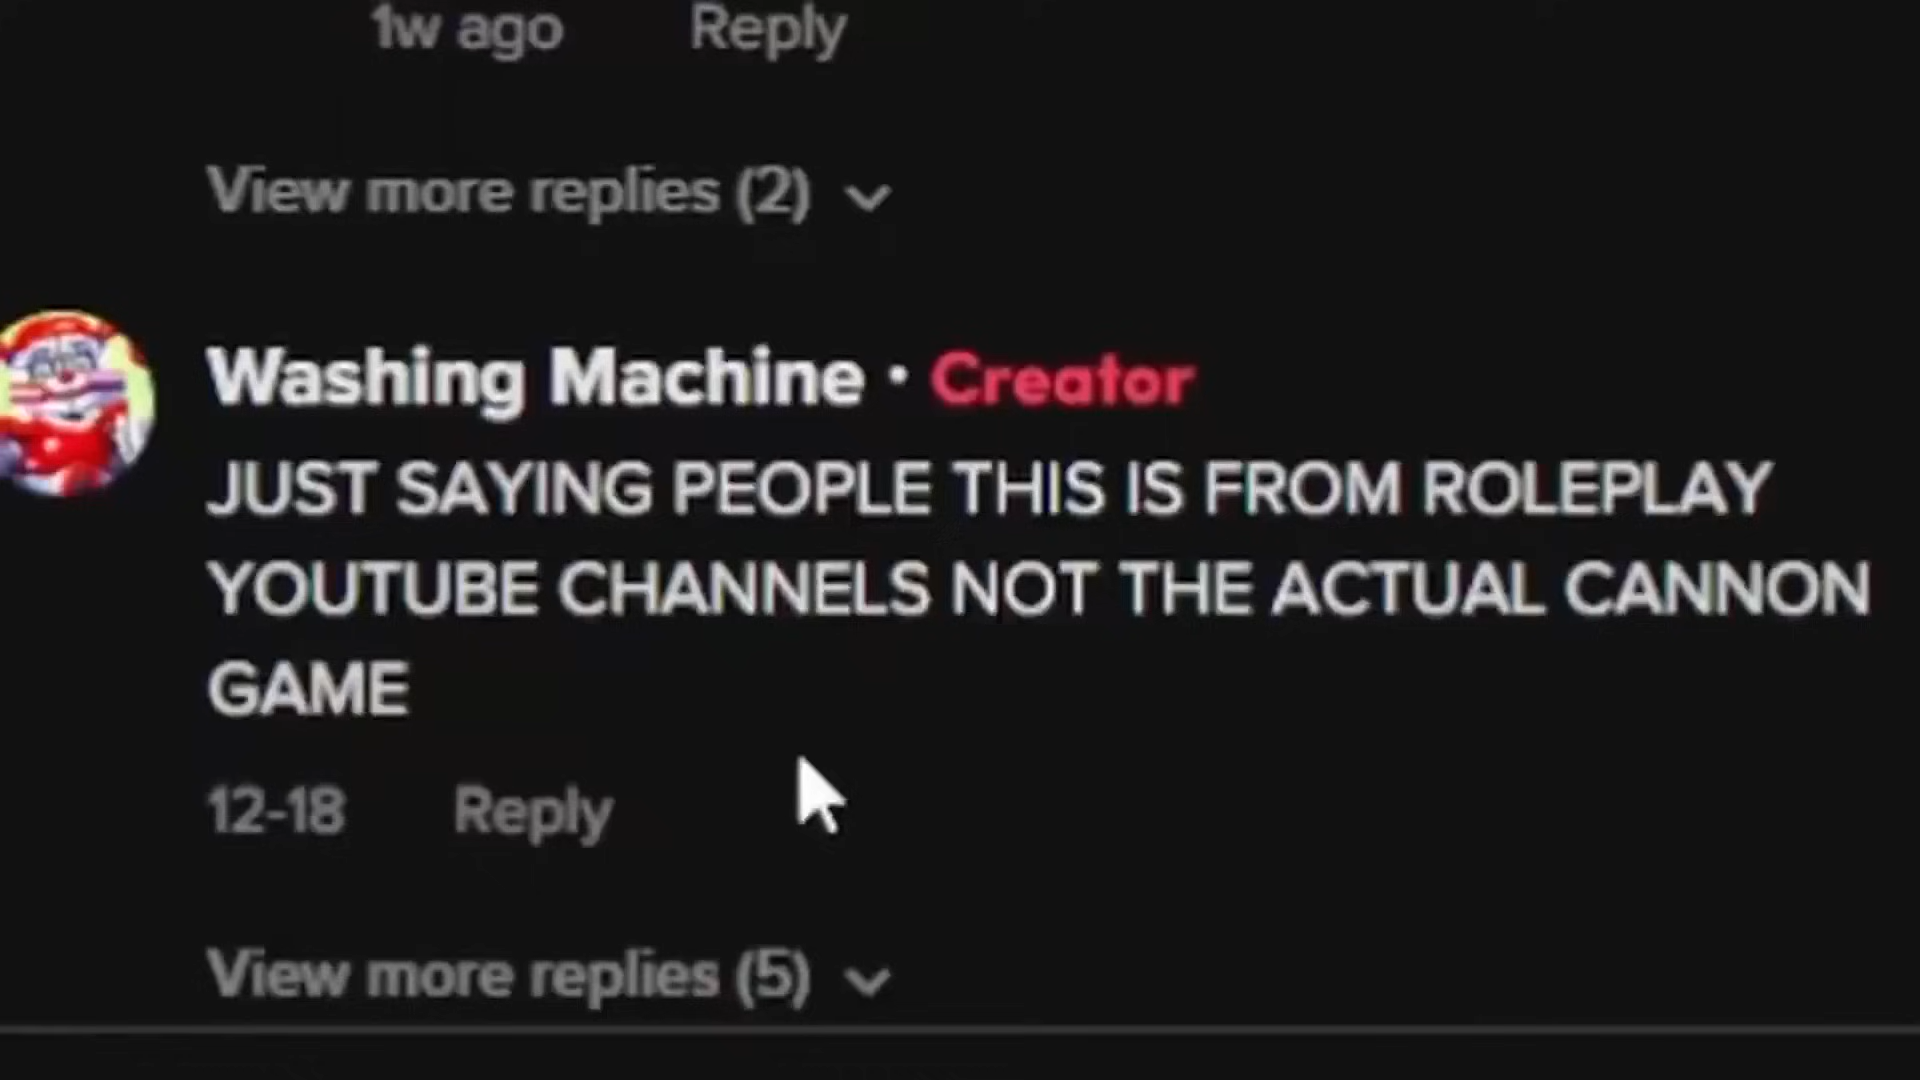 1w ago Reply
View more replies (2)
Washing Machine · Creator
JUST SAYING PEOPLE THIS IS FROM ROLEPLAY
YOUTUBE CHANNELS NOT THE ACTUAL CANNON
GAME
12-18 Reply
View more replies (5)